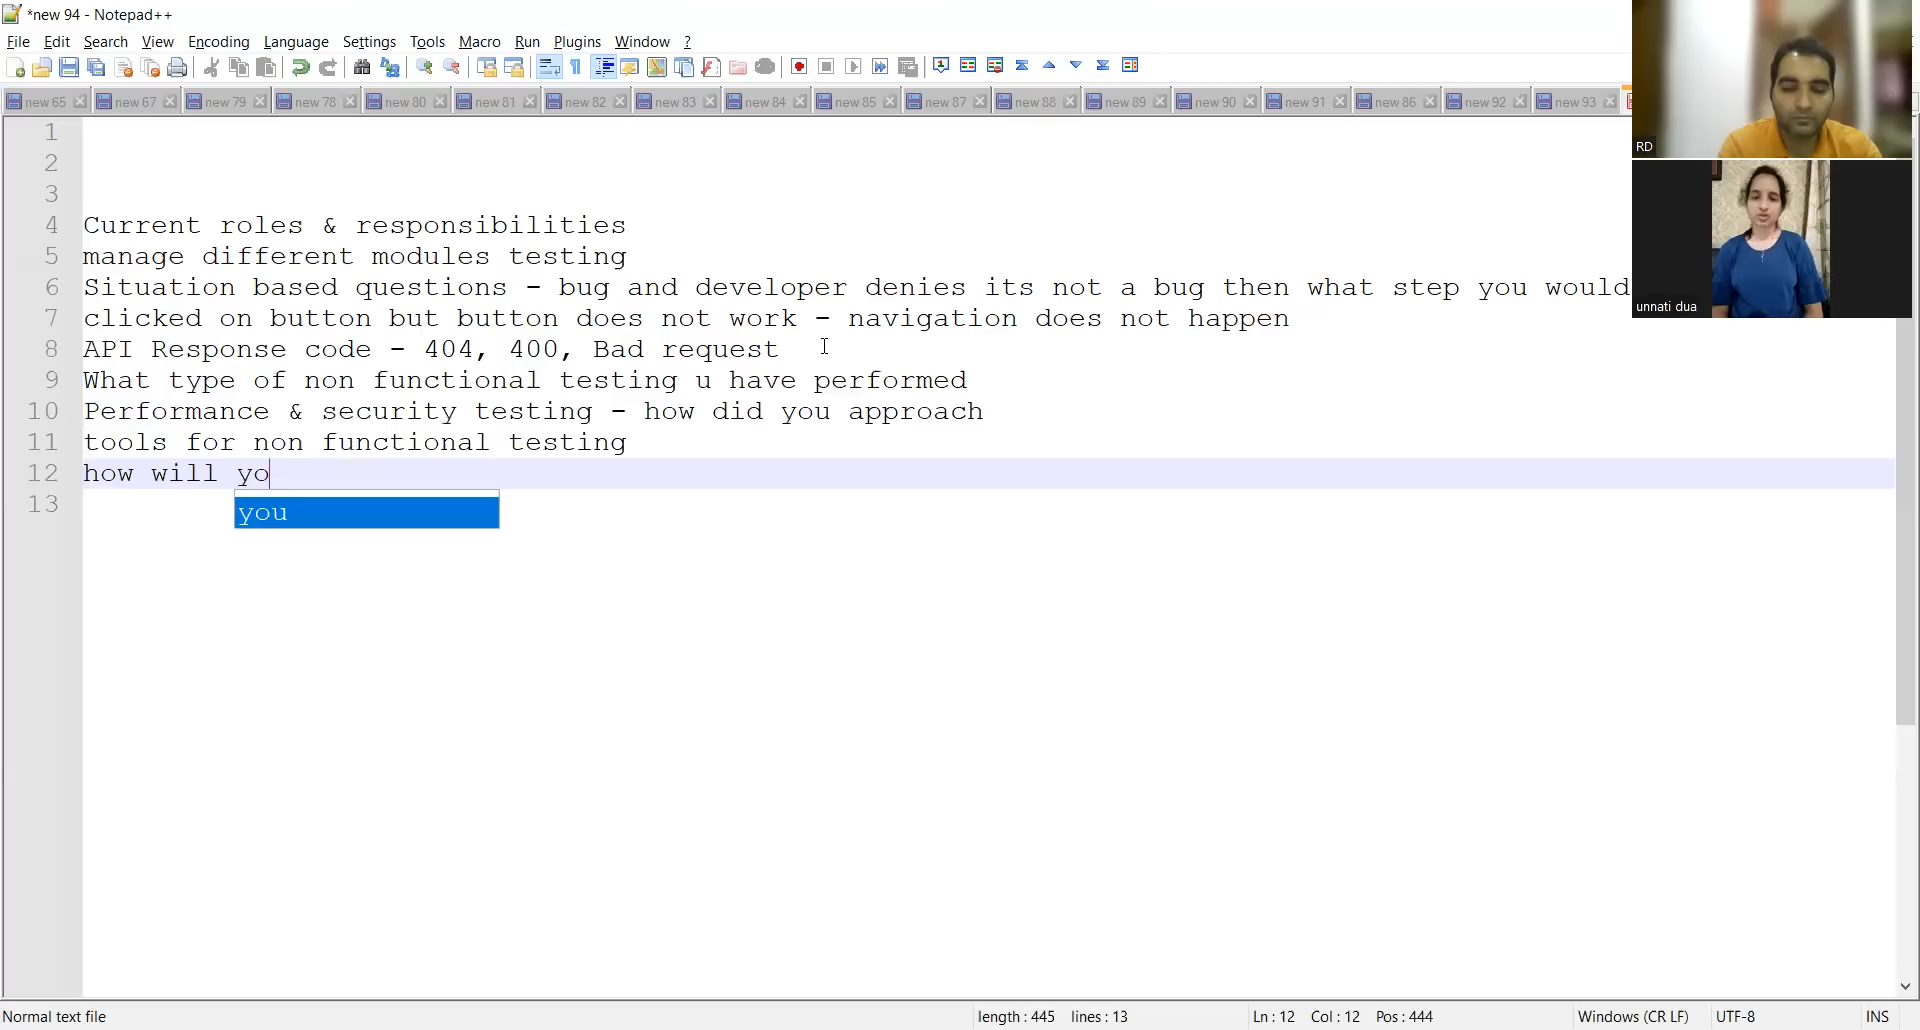 *new 94 - Notepad++
File Edit Search View Encoding Language Settings Tools Macro Run Plugins Window ?
new 65 new 67 new 79 new 78 new 80 new 81 new 82 new 83 new 84 new 85 new 87 new 88 new 89 new 90 new 91 new 86 new 92 new 93
RD
unnati dua
1
2
3
4 Current roles & responsibilities
5 manage different modules testing
6 Situation based questions - bug and developer denies its not a bug then what step you would
7 clicked on button but button does not work - navigation does not happen
8 API Response code - 404, 400, Bad request
9 What type of non functional testing u have performed
10 Performance & security testing - how did you approach
11 tools for non functional testing
12 how will yo
you
13
Normal text file length : 445 lines : 13 Ln : 12 Col : 12 Pos : 444 Windows (CR LF) UTF-8 INS